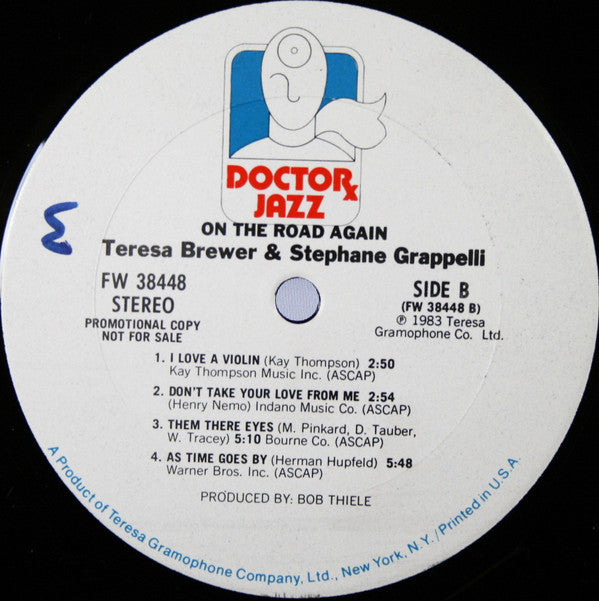 DOCTOR℞
JAZZ
ON THE ROAD AGAIN
Teresa Brewer & Stephane Grappelli
FW 38448
STEREO
PROMOTIONAL COPY
NOT FOR SALE
SIDE B
(FW 38448 B)
℗ 1983 Teresa
Gramophone Co. Ltd.
1. I LOVE A VIOLIN (Kay Thompson) 2:50
Kay Thompson Music Inc. (ASCAP)
2. DON'T TAKE YOUR LOVE FROM ME 2:54
(Henry Nemo) Indano Music Co. (ASCAP)
3. THEM THERE EYES (M. Pinkard, D. Tauber,
W. Tracey) 5:10 Bourne Co. (ASCAP)
4. AS TIME GOES BY (Herman Hupfeld) 5:48
Warner Bros. Inc. (ASCAP)
PRODUCED BY: BOB THIELE
A Product of Teresa Gramophone Company, Ltd., New York, N.Y./Printed in U.S.A.